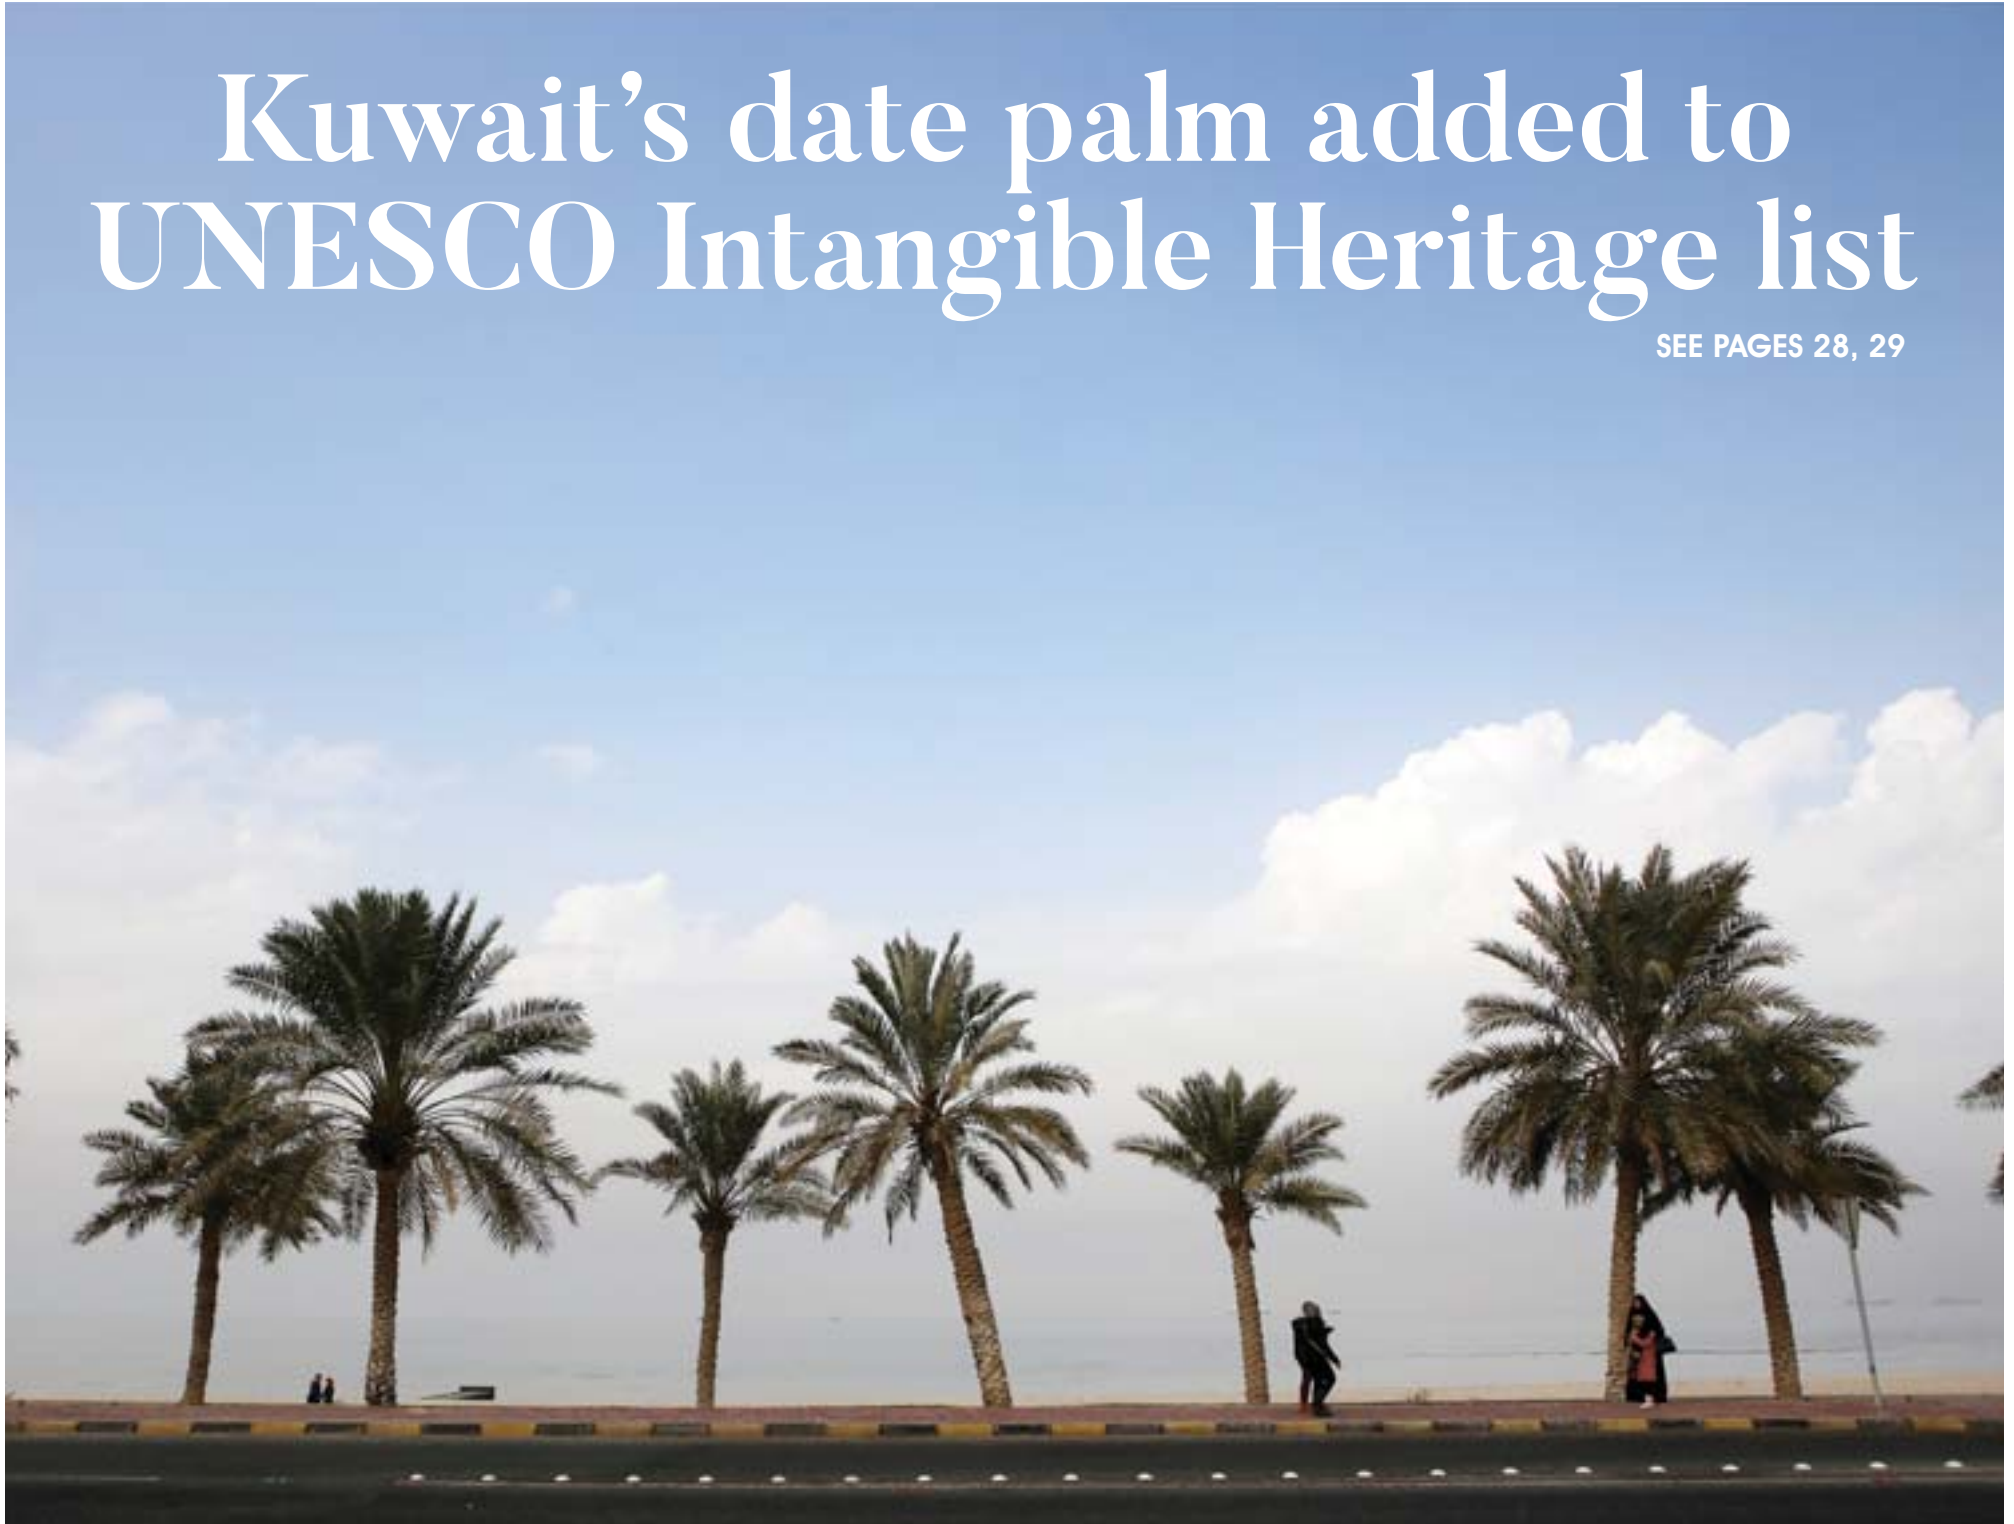 Kuwait’s date palm added to
UNESCO Intangible Heritage list
SEE PAGES 28, 29